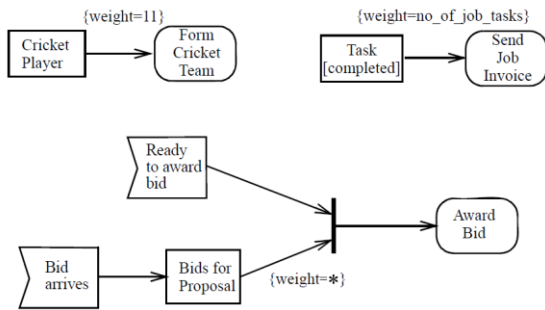 {weight=11}
Cricket
Player
Form
Cricket
Team
{weight=no_of_job_tasks}
Task
[completed]
Send
Job
Invoice
Ready
to award
bid
Award
Bid
Bid
arrives
Bids for
Proposal
{weight=*}